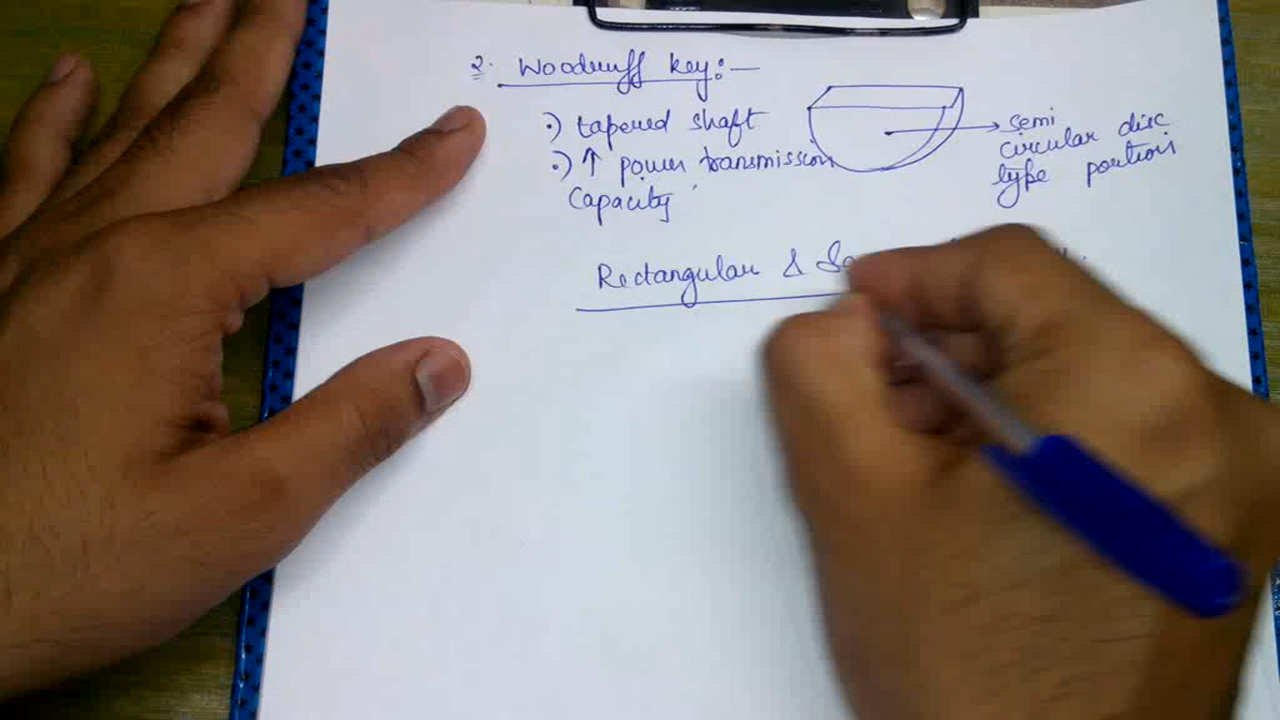 2. Woodruff key:—
•) tapered shaft
•) ↑ power transmission
capacity
semi
circular disc
type portion
Rectangular &